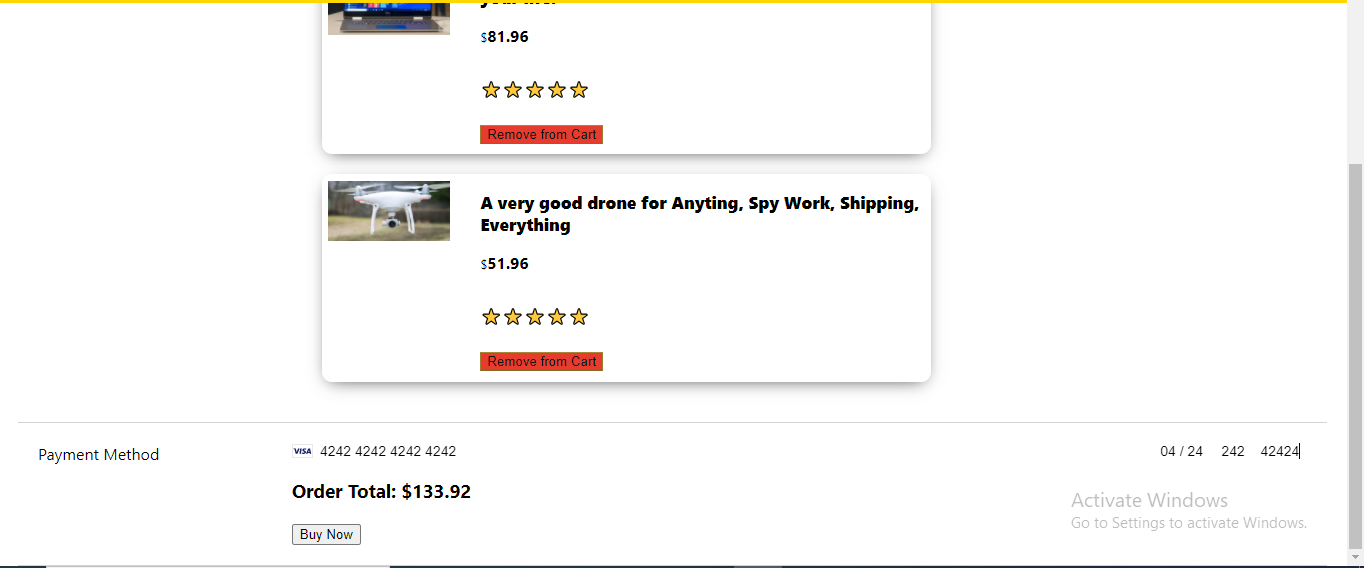 $81.96
Remove from Cart
A very good drone for Anyting, Spy Work, Shipping,
Everything
$51.96
Remove from Cart
Payment Method
VISA 4242 4242 4242 4242 04 / 24 242 42424
Order Total: $133.92
Activate Windows
Go to Settings to activate Windows.
Buy Now